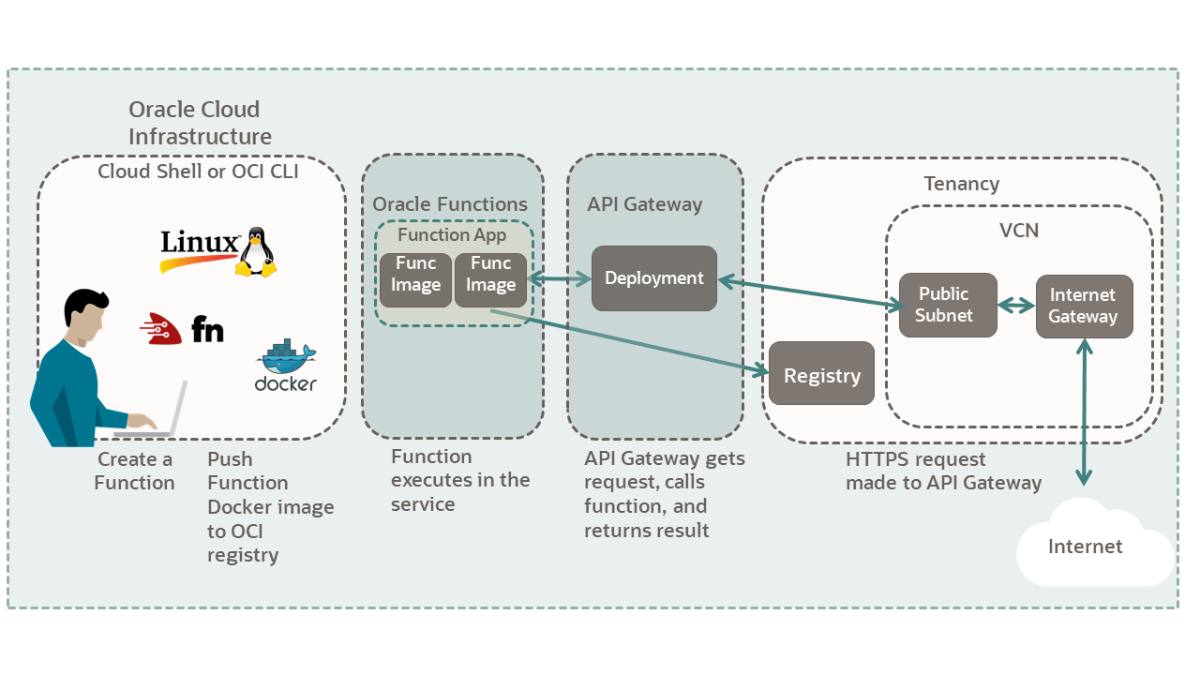 Oracle Cloud
Infrastructure
Cloud Shell or OCI CLI
Linux™
fn
docker
Create a
Function
Push
Function
Docker image
to OCI
registry
Oracle Functions
Function App
Func
Image
Func
Image
Function
executes in the
service
API Gateway
Deployment
API Gateway gets
request, calls
function, and
returns result
Tenancy
VCN
Public
Subnet
Internet
Gateway
Registry
HTTPS request
made to API Gateway
Internet